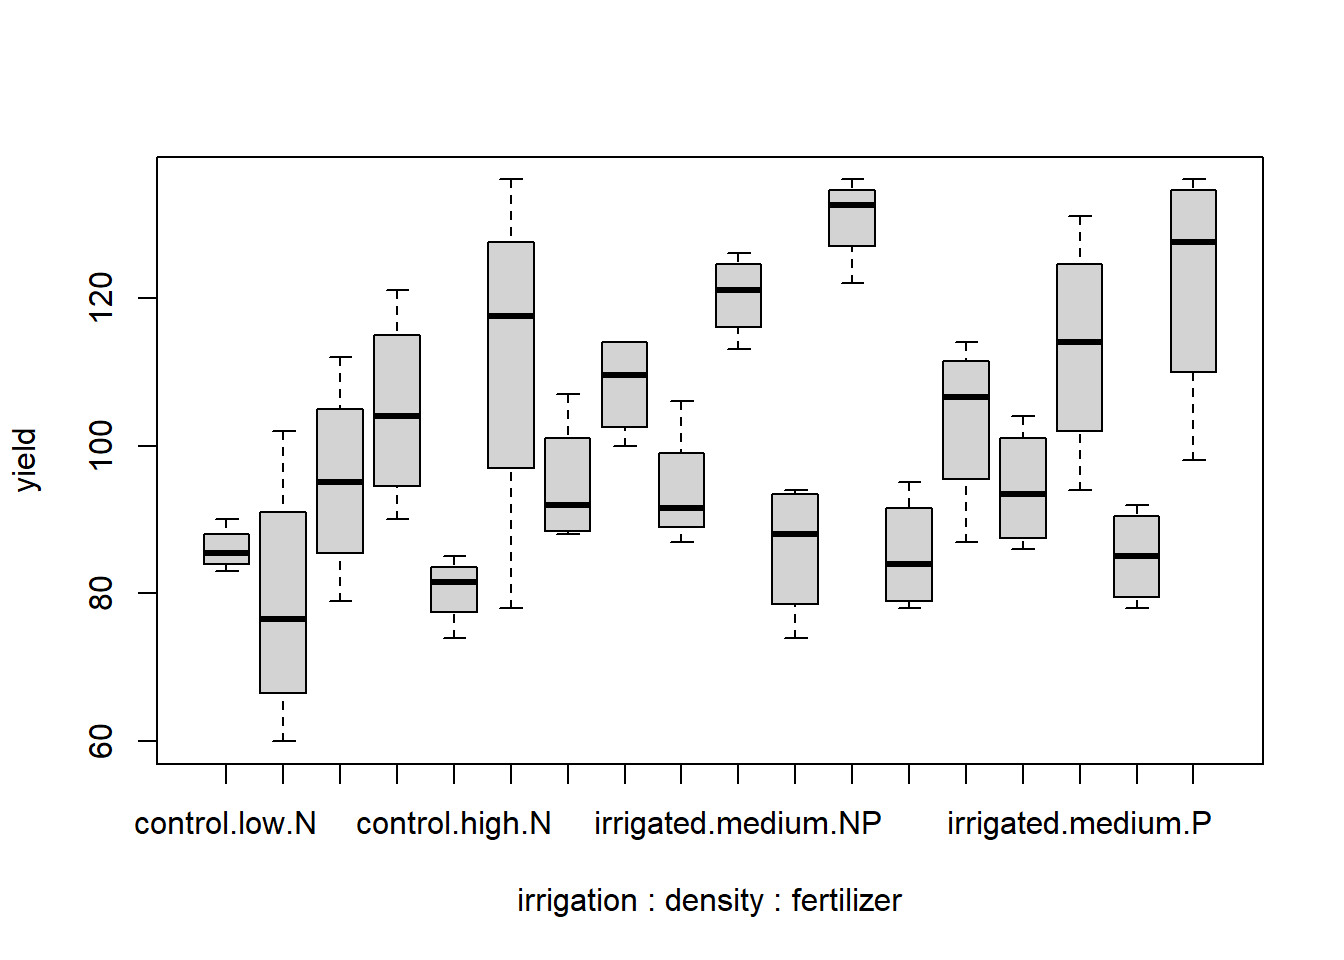 yield
120
100
80
60
control.low.N control.high.N irrigated.medium.NP irrigated.medium.P
irrigation : density : fertilizer